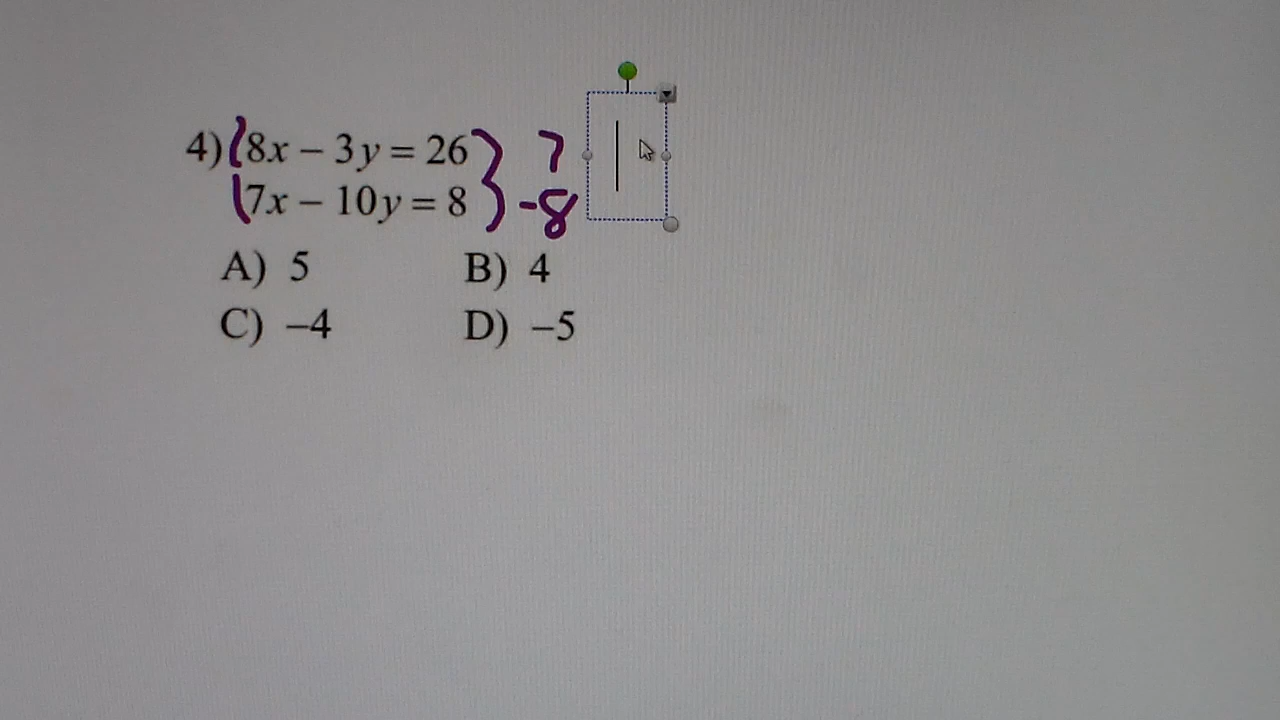 4) (8x – 3y = 26) 7
(7x – 10y = 8) -8
A) 5 B) 4
C) –4 D) –5